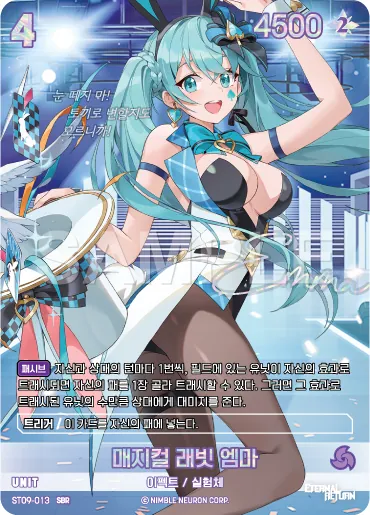 4
4500 2
눈 떼지 마!
토끼로 변할지도
모르니까!
SAMPLE
Emma
패시브 자신과 상대의 턴마다 1번씩, 필드에 있는 유닛이 자신의 효과로
트래시되면 자신의 패를 1장 골라 트래시할 수 있다. 그러면 그 효과로
트래시된 유닛의 수만큼 상대에게 대미지를 준다.
트리거 / 이 카드를 자신의 패에 넣는다.
매지컬 래빗 엠마
UNIT
이펙트 / 실험체
ST09-013 SBR
© NIMBLE NEURON CORP.
ETERNAL RETURN